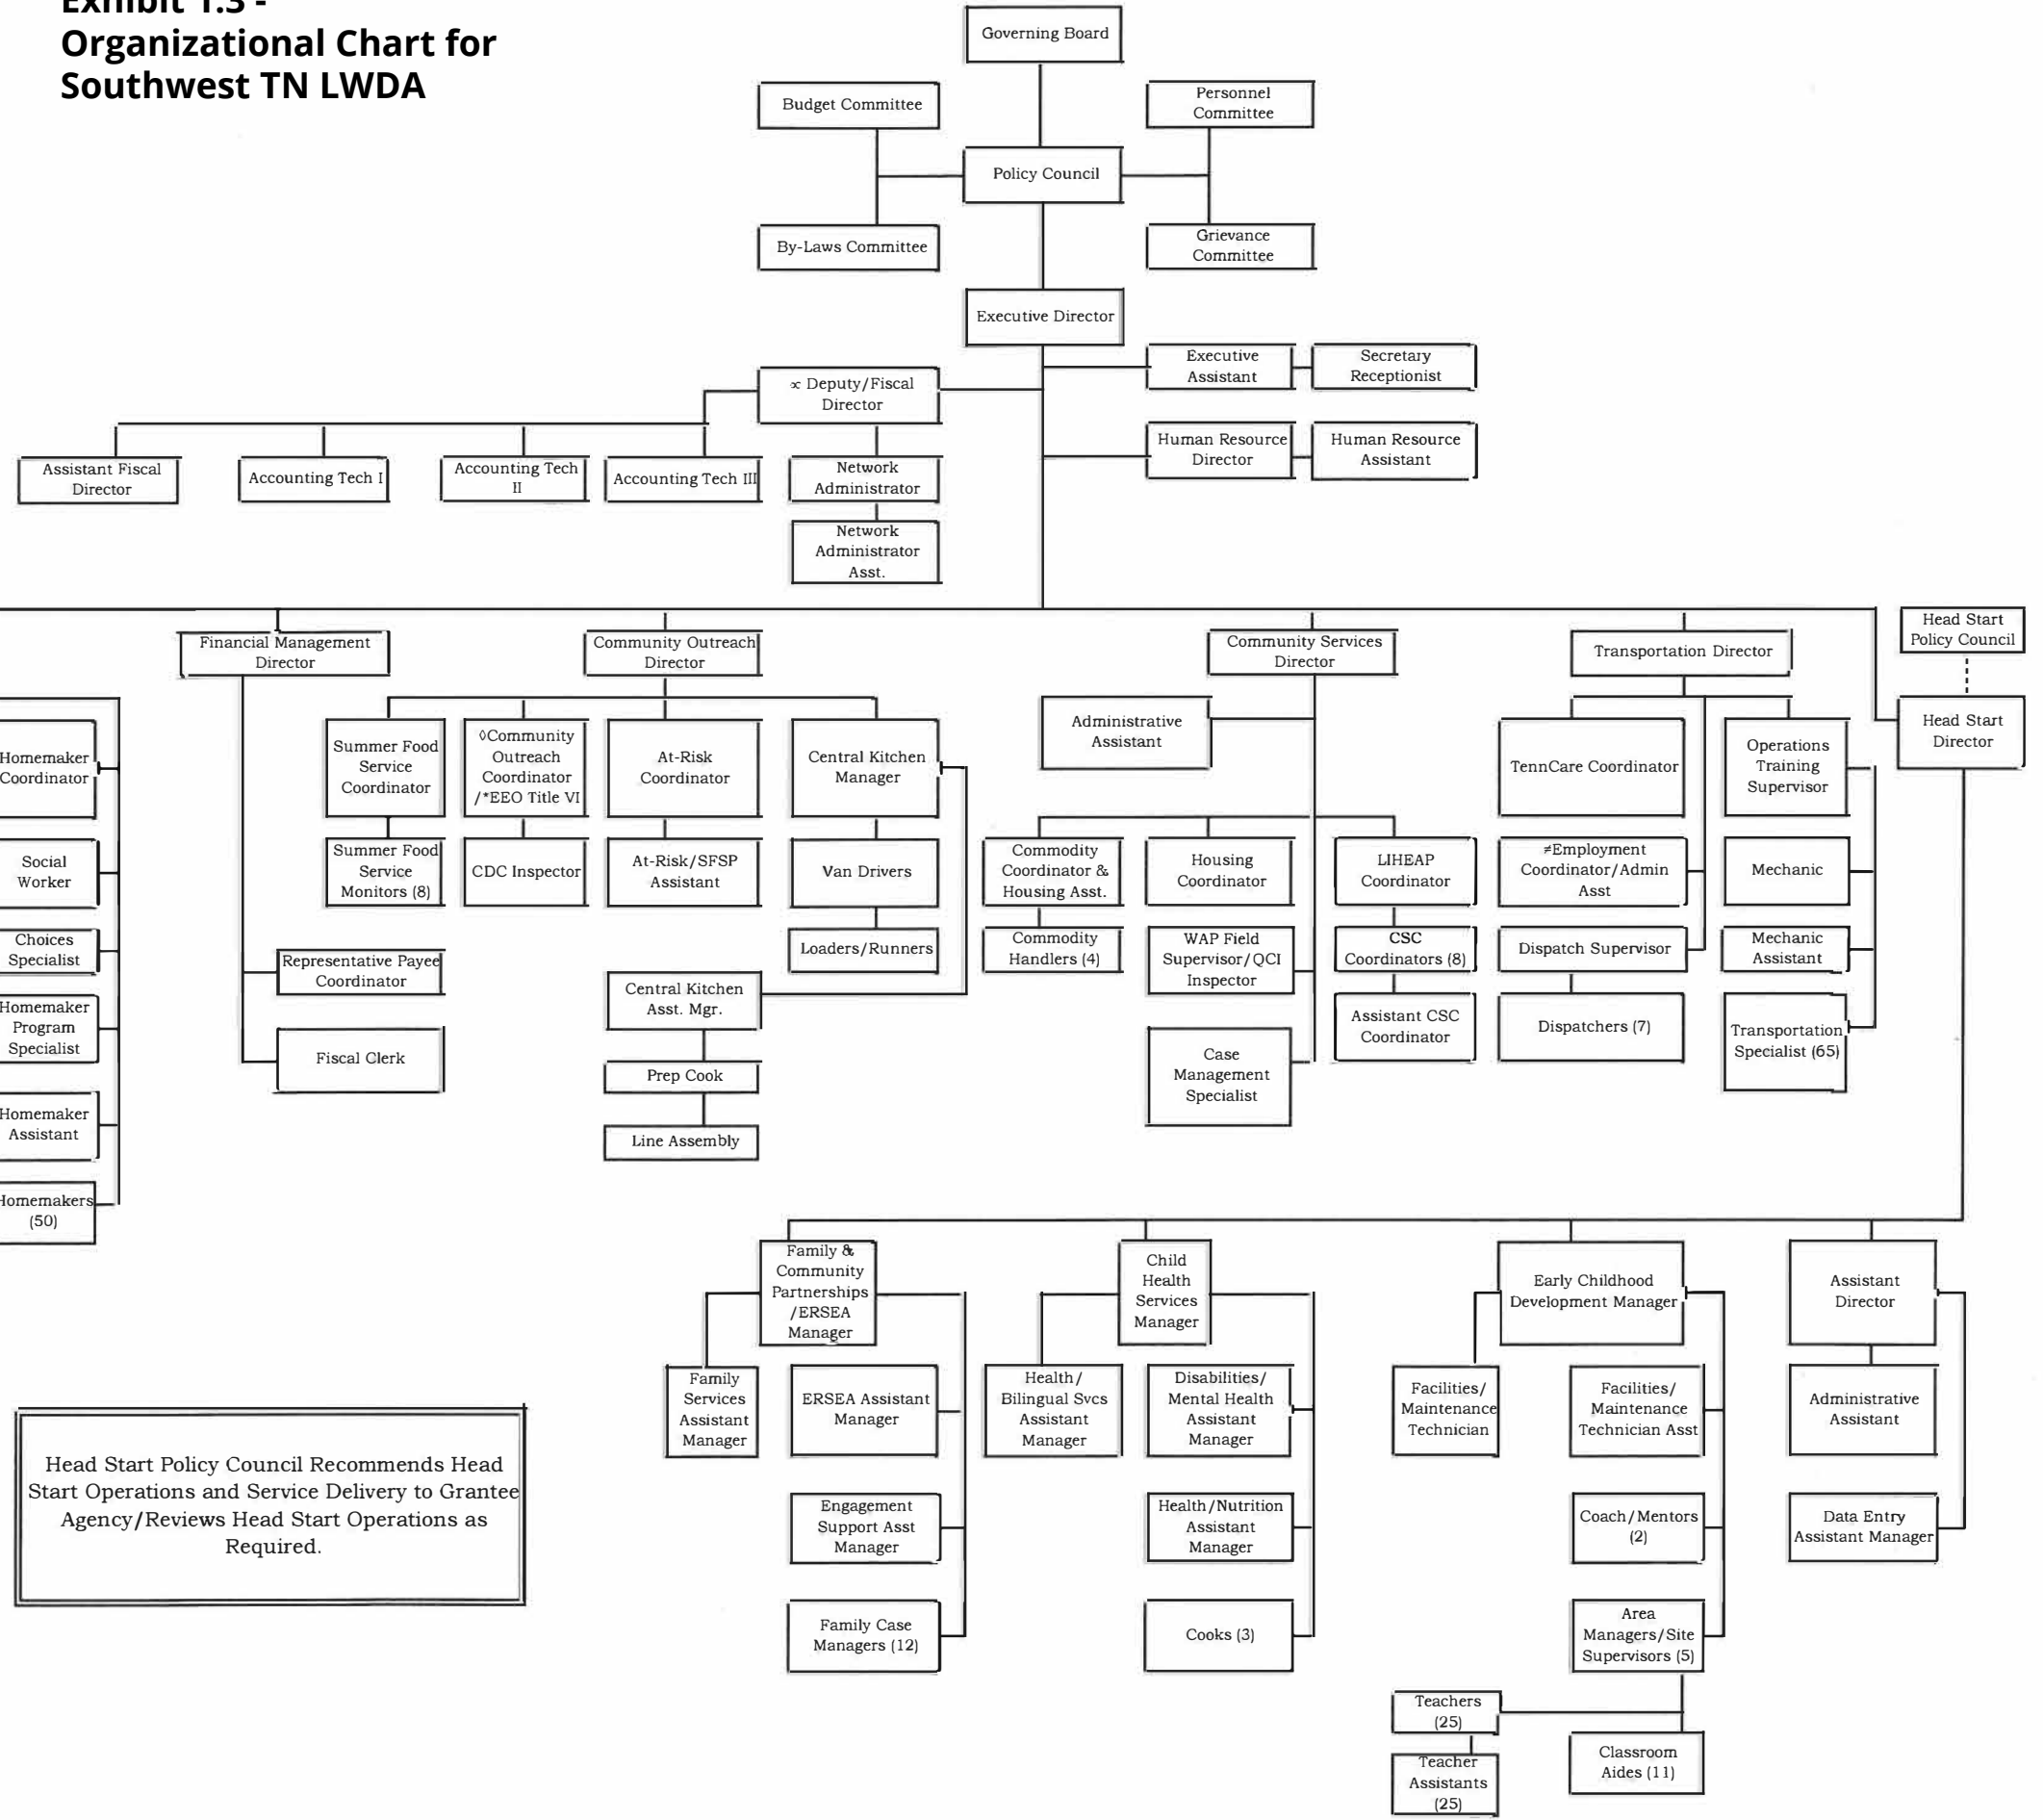 Exhibit 1.3 -
Organizational Chart for
Southwest TN LWDA
Governing Board
Budget Committee
Personnel
Committee
Policy Council
By-Laws Committee
Grievance
Committee
Executive Director
Executive
Assistant
Secretary
Receptionist
∝ Deputy/Fiscal
Director
Human Resource
Director
Human Resource
Assistant
Assistant Fiscal
Director
Accounting Tech I
Accounting Tech
II
Accounting Tech III
Network
Administrator
Network
Administrator
Asst.
Financial Management
Director
Community Outreach
Director
Community Services
Director
Transportation Director
Head Start
Policy Council
Head Start
Director
Homemaker
Coordinator
Social
Worker
Choices
Specialist
Homemaker
Program
Specialist
Homemaker
Assistant
Homemakers
(50)
Representative Payee
Coordinator
Fiscal Clerk
Summer Food
Service
Coordinator
Summer Food
Service
Monitors (8)
◊Community
Outreach
Coordinator
/*EEO Title VI
CDC Inspector
At-Risk
Coordinator
At-Risk/SFSP
Assistant
Central Kitchen
Manager
Van Drivers
Loaders/Runners
Central Kitchen
Asst. Mgr.
Prep Cook
Line Assembly
Administrative
Assistant
Commodity
Coordinator &
Housing Asst.
Commodity
Handlers (4)
Housing
Coordinator
WAP Field
Supervisor/QCI
Inspector
Case
Management
Specialist
LIHEAP
Coordinator
CSC
Coordinators (8)
Assistant CSC
Coordinator
TennCare Coordinator
≠Employment
Coordinator/Admin
Asst
Dispatch Supervisor
Dispatchers (7)
Operations
Training
Supervisor
Mechanic
Mechanic
Assistant
Transportation
Specialist (65)
Family &
Community
Partnerships
/ERSEA
Manager
Child
Health
Services
Manager
Early Childhood
Development Manager
Assistant
Director
Family
Services
Assistant
Manager
ERSEA Assistant
Manager
Engagement
Support Asst
Manager
Family Case
Managers (12)
Health/
Bilingual Svcs
Assistant
Manager
Disabilities/
Mental Health
Assistant
Manager
Health/Nutrition
Assistant
Manager
Cooks (3)
Facilities/
Maintenance
Technician
Facilities/
Maintenance
Technician Asst
Coach/Mentors
(2)
Area
Managers/Site
Supervisors (5)
Teachers
(25)
Teacher
Assistants
(25)
Classroom
Aides (11)
Administrative
Assistant
Data Entry
Assistant Manager
Head Start Policy Council Recommends Head
Start Operations and Service Delivery to Grantee
Agency/Reviews Head Start Operations as
Required.